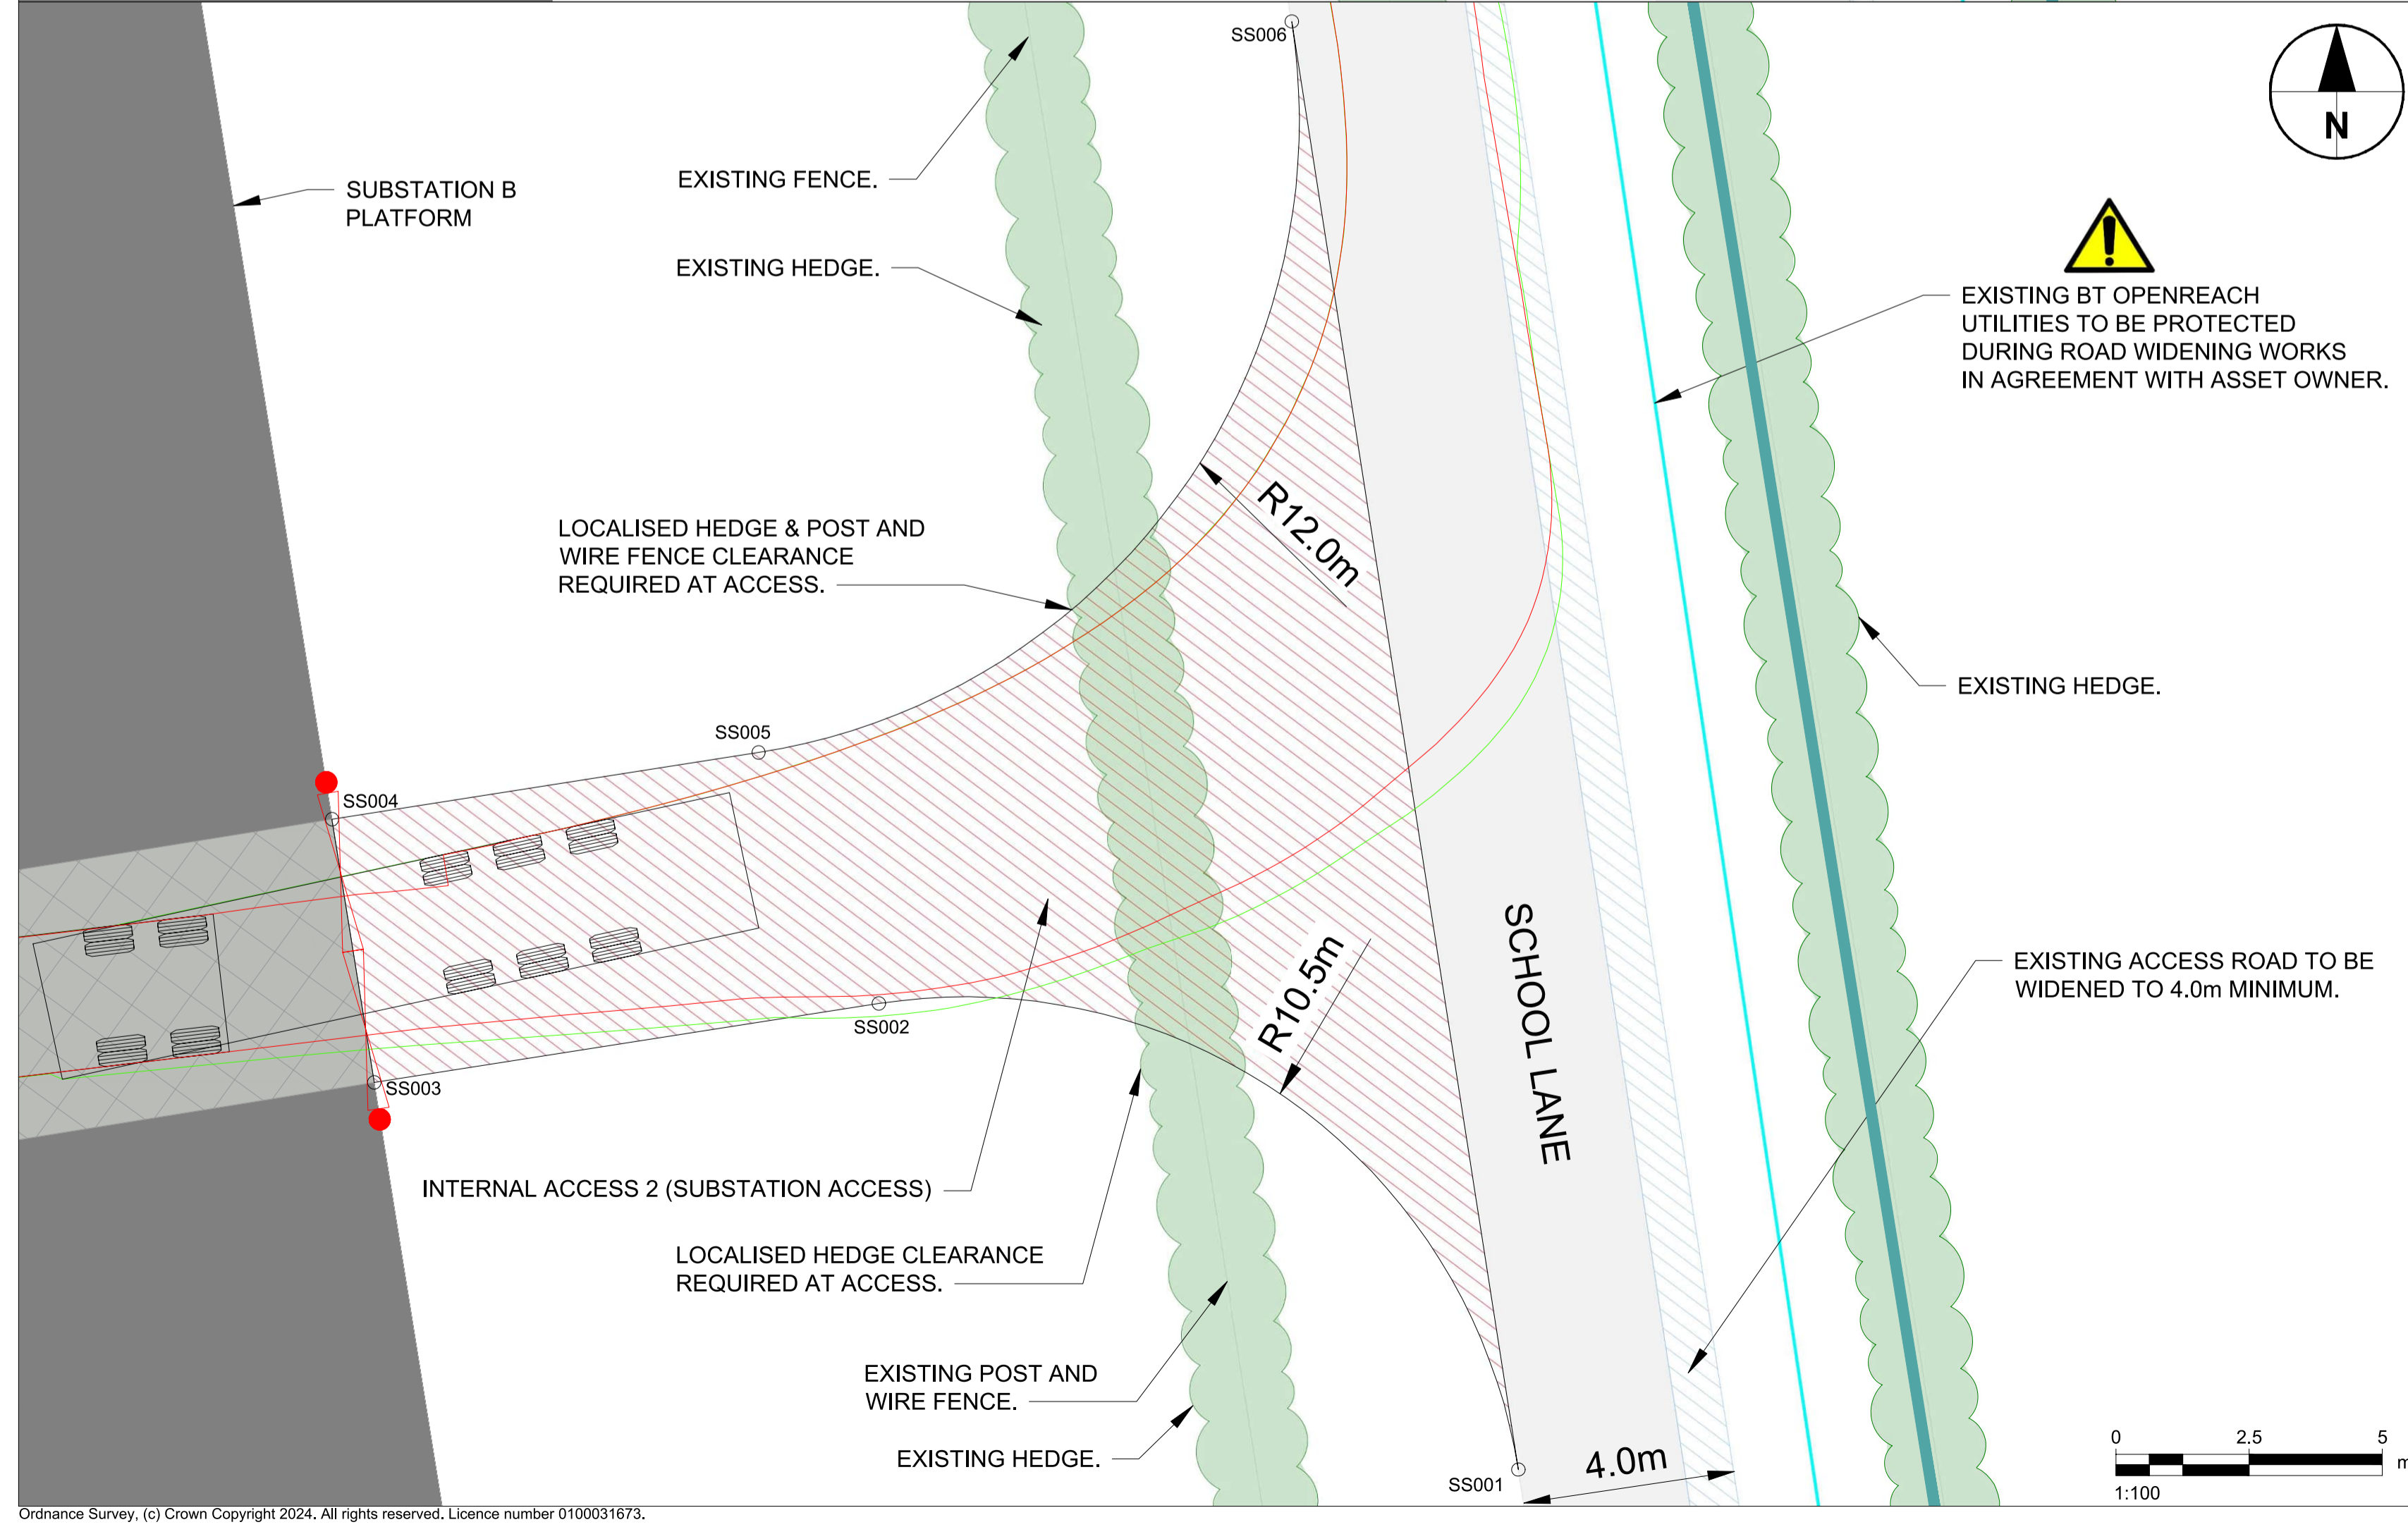 SS006
N
SUBSTATION B
PLATFORM
EXISTING FENCE.
EXISTING HEDGE.
EXISTING BT OPENREACH
UTILITIES TO BE PROTECTED
DURING ROAD WIDENING WORKS
IN AGREEMENT WITH ASSET OWNER.
LOCALISED HEDGE & POST AND
WIRE FENCE CLEARANCE
REQUIRED AT ACCESS.
R12.0m
EXISTING HEDGE.
SS005
SS004
SCHOOL LANE
R10.5m
EXISTING ACCESS ROAD TO BE
WIDENED TO 4.0m MINIMUM.
SS002
SS003
INTERNAL ACCESS 2 (SUBSTATION ACCESS)
LOCALISED HEDGE CLEARANCE
REQUIRED AT ACCESS.
EXISTING POST AND
WIRE FENCE.
EXISTING HEDGE.
SS001
4.0m
0 2.5 5
m
1:100
Ordnance Survey, (c) Crown Copyright 2024. All rights reserved. Licence number 0100031673.